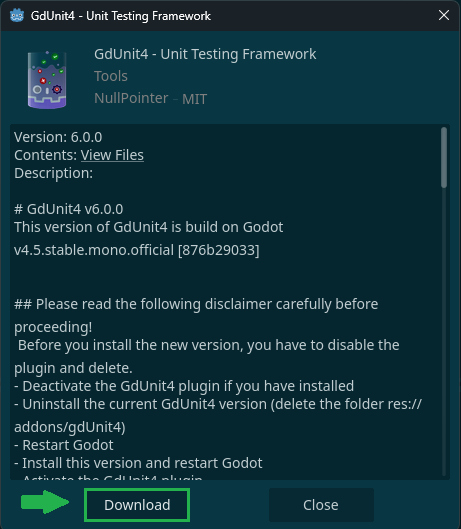 GdUnit4 - Unit Testing Framework
GdUnit4 - Unit Testing Framework
Tools
NullPointer - MIT
Version: 6.0.0
Contents: View Files
Description:
# GdUnit4 v6.0.0
This version of GdUnit4 is build on Godot
v4.5.stable.mono.official [876b29033]
## Please read the following disclaimer carefully before
proceeding!
Before you install the new version, you have to disable the
plugin and delete.
- Deactivate the GdUnit4 plugin if you have installed
- Uninstall the current GdUnit4 version (delete the folder res://
addons/gdUnit4)
- Restart Godot
- Install this version and restart Godot
- Activate the GdUnit4 plugin
Download
Close